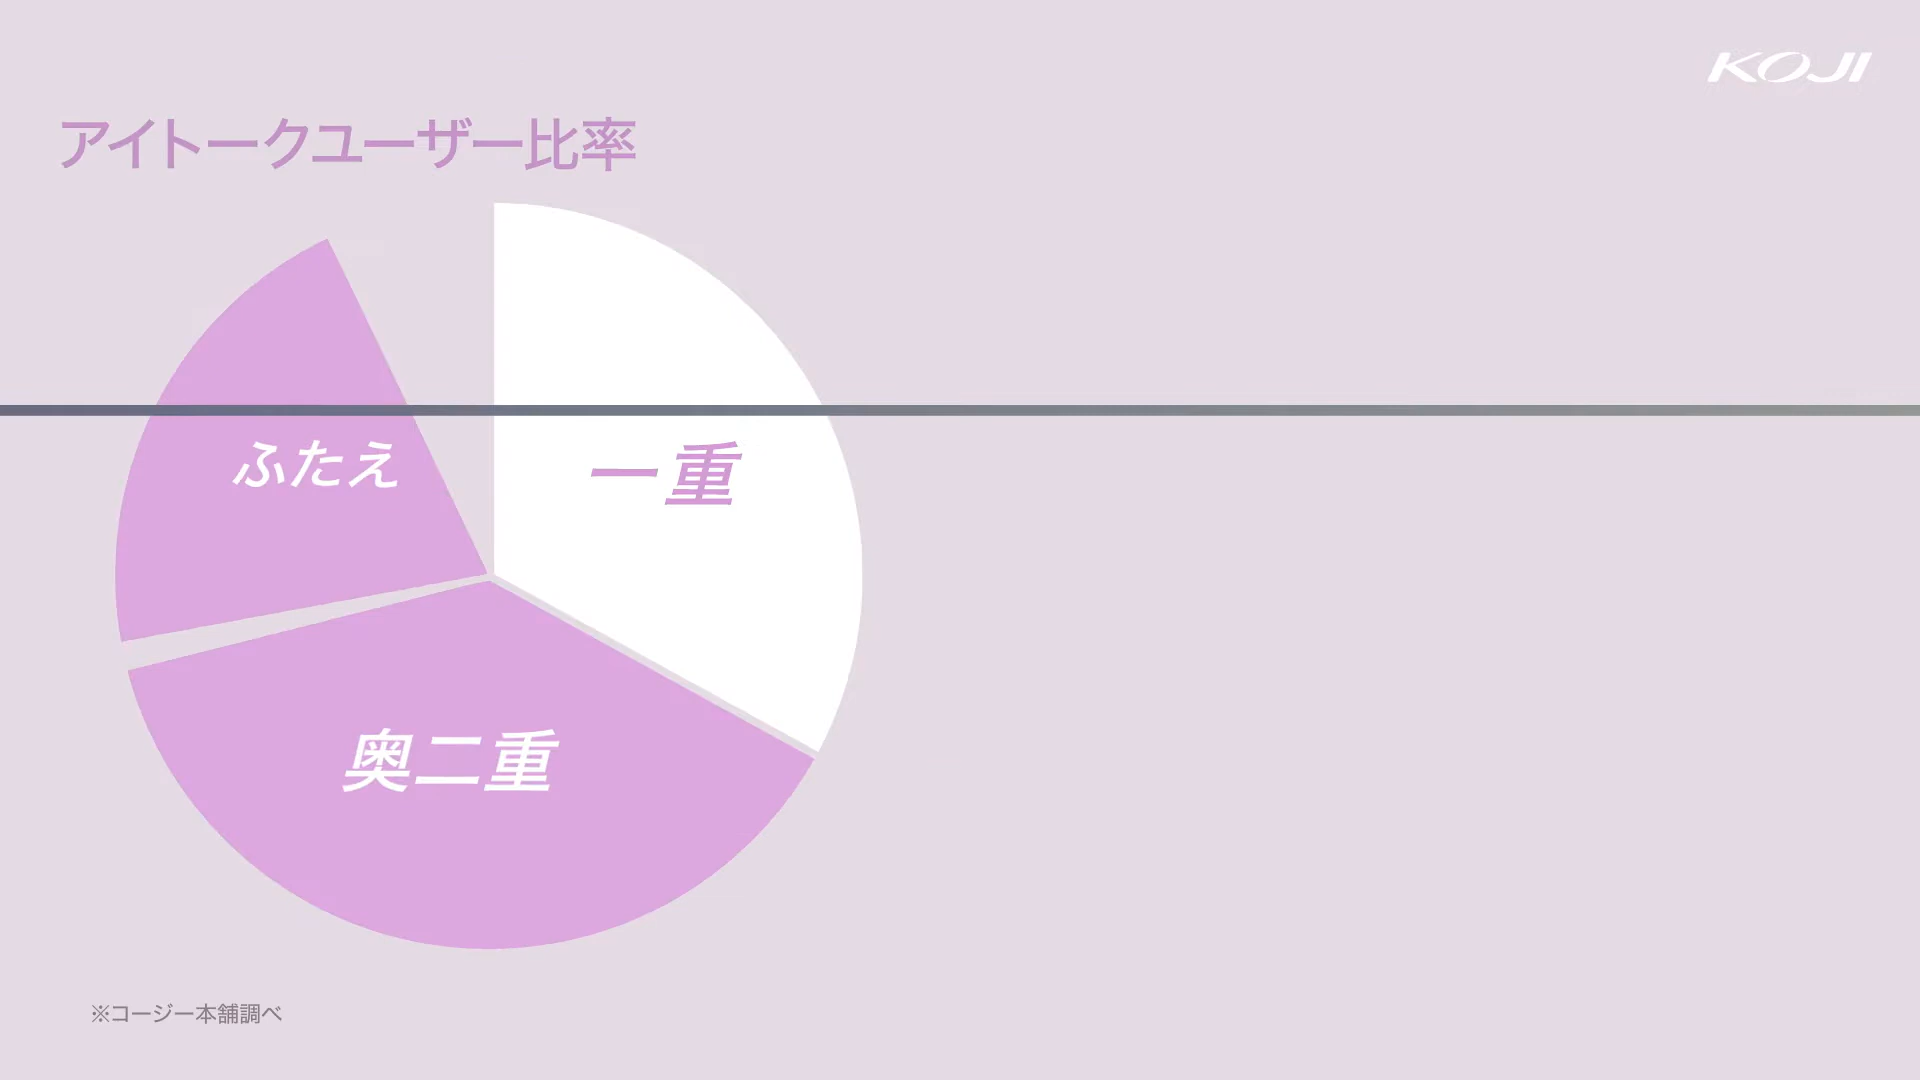 KOJI
アイトークユーザー比率
ふたえ
一重
奥二重
※コージー本舗調べ